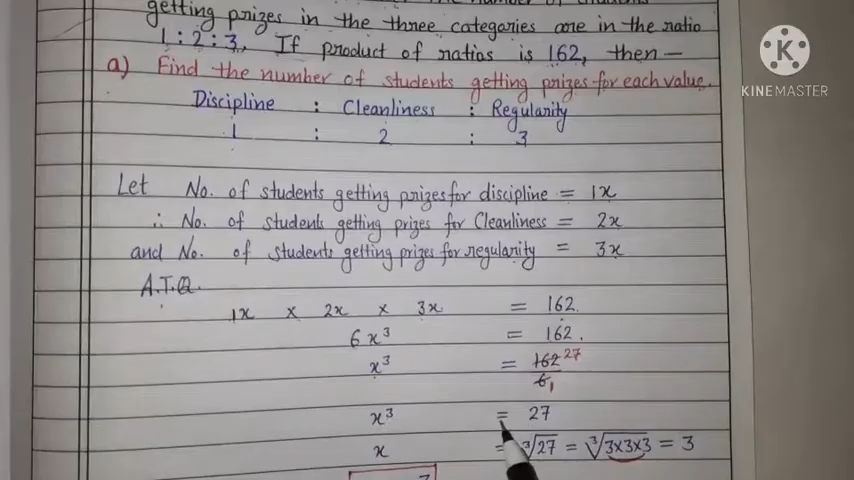 getting prizes in the three categories are in the ratio
1 : 2 : 3. If product of ratios is 162, then —
a) Find the number of students getting prizes for each value.
Discipline : Cleanliness : Regularity
1 : 2 : 3
Let No. of students getting prizes for discipline = 1x
∴ No. of students getting prizes for Cleanliness = 2x
and No. of students getting prizes for regularity = 3x
A.T.Q.
1x × 2x × 3x = 162
6x³ = 162
x³ = 162 27
6 1
x³ = 27
x = ³√27 = ³√3×3×3 = 3
K
KINEMASTER